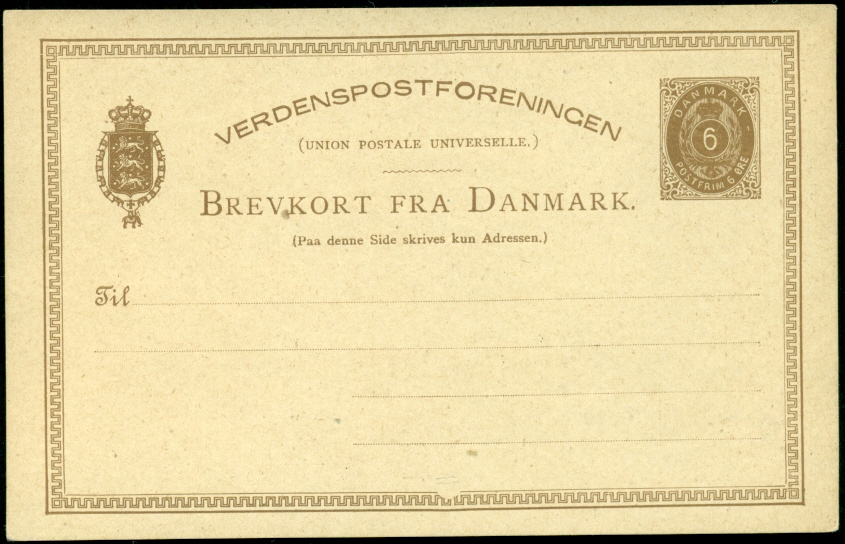 VERDENSPOSTFORENINGEN
(UNION POSTALE UNIVERSELLE.)
BREVKORT FRA DANMARK.
(Paa denne Side skrives kun Adressen.)
DANMARK
6
POSTFRIM 6 ØRE
Til